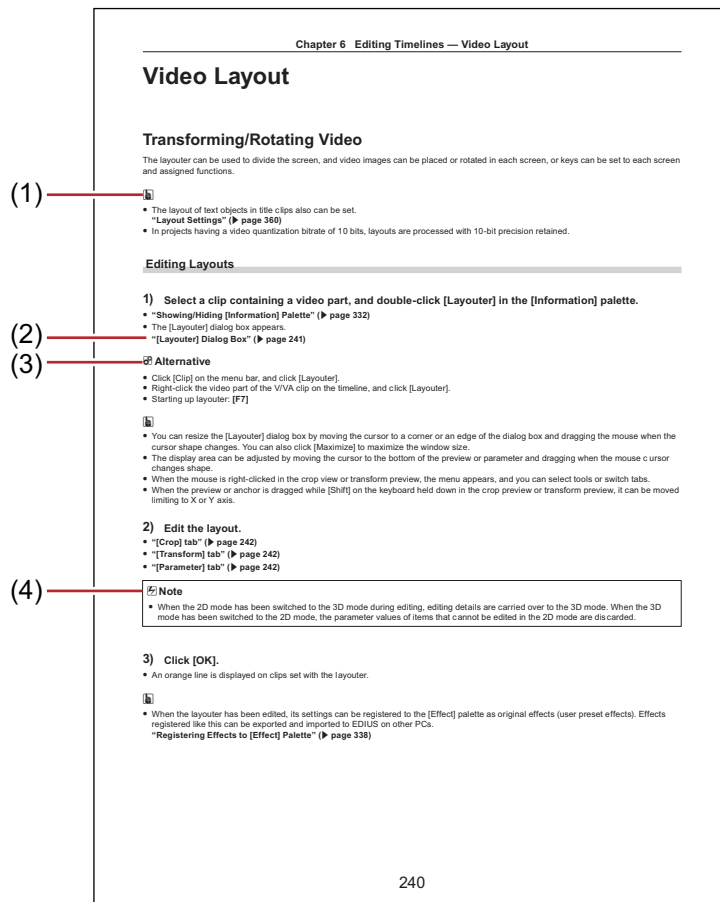 Chapter 6 Editing Timelines — Video Layout
Video Layout
Transforming/Rotating Video
The layouter can be used to divide the screen, and video images can be placed or rotated in each screen, or keys can be set to each screen
and assigned functions.
(1)
• The layout of text objects in title clips also can be set.
“Layout Settings” (▶ page 360)
• In projects having a video quantization bitrate of 10 bits, layouts are processed with 10-bit precision retained.
Editing Layouts
1) Select a clip containing a video part, and double-click [Layouter] in the [Information] palette.
• “Showing/Hiding [Information] Palette” (▶ page 332)
• The [Layouter] dialog box appears.
(2)
“[Layouter] Dialog Box” (▶ page 241)
(3)
Alternative
• Click [Clip] on the menu bar, and click [Layouter].
• Right-click the video part of the V/VA clip on the timeline, and click [Layouter].
• Starting up layouter: [F7]
• You can resize the [Layouter] dialog box by moving the cursor to a corner or an edge of the dialog box and dragging the mouse when the
cursor shape changes. You can also click [Maximize] to maximize the window size.
• The display area can be adjusted by moving the cursor to the bottom of the preview or parameter and dragging when the mouse cursor
changes shape.
• When the mouse is right-clicked in the crop view or transform preview, the menu appears, and you can select tools or switch tabs.
• When the preview or anchor is dragged while [Shift] on the keyboard held down in the crop preview or transform preview, it can be moved
limiting to X or Y axis.
2) Edit the layout.
• “[Crop] tab” (▶ page 242)
• “[Transform] tab” (▶ page 242)
• “[Parameter] tab” (▶ page 242)
(4)
Note
• When the 2D mode has been switched to the 3D mode during editing, editing details are carried over to the 3D mode. When the 3D
mode has been switched to the 2D mode, the parameter values of items that cannot be edited in the 2D mode are discarded.
3) Click [OK].
• An orange line is displayed on clips set with the layouter.
• When the layouter has been edited, its settings can be registered to the [Effect] palette as original effects (user preset effects). Effects
registered like this can be exported and imported to EDIUS on other PCs.
“Registering Effects to [Effect] Palette” (▶ page 338)
240